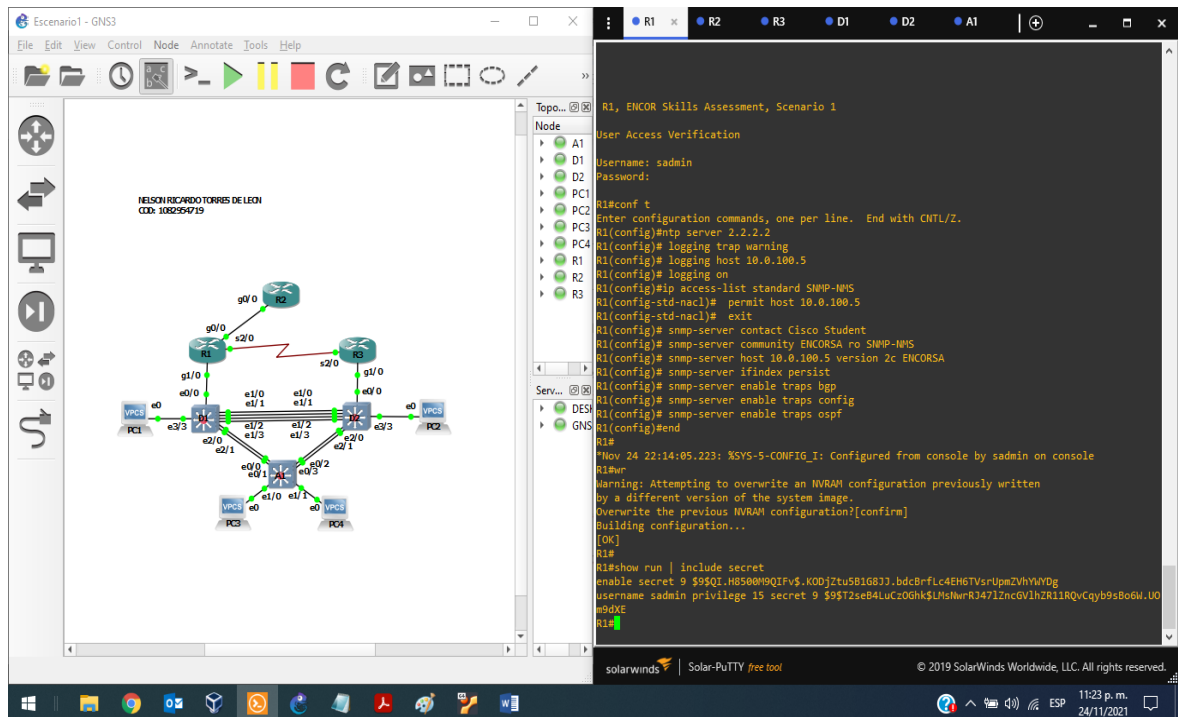 Escenario1 - GNS3
File Edit View Control Node Annotate Tools Help
Topo...
Node
A1
D1
D2
PC1
PC2
PC3
PC4
R1
R2
R3
Serv...
DESK
GNS
NELSON RICARDO TORRES DE LEON
COD: 1082954719
g0/0 R2
g0/0
s2/0
R1 R3
s2/0
g1/0 g1/0
e0/0 e1/0 e1/0 e0/0
e1/1 e1/1
e0 e0
VPCS D1 D2 VPCS
PC1 e3/3 e1/2 e1/2 e3/3 PC2
e1/3 e1/3
e2/0 e2/0
e2/1 e2/1
e0/0 e0/2
e0/1 A1 e0/3
e1/0 e1/1
VPCS e0 e0 VPCS
PC3 PC4
R1 R2 R3 D1 D2 A1
R1, ENCOR Skills Assessment, Scenario 1
User Access Verification
Username: sadmin
Password:
R1#conf t
Enter configuration commands, one per line. End with CNTL/Z.
R1(config)#ntp server 2.2.2.2
R1(config)# logging trap warning
R1(config)# logging host 10.0.100.5
R1(config)# logging on
R1(config)#ip access-list standard SNMP-NMS
R1(config-std-nacl)# permit host 10.0.100.5
R1(config-std-nacl)# exit
R1(config)# snmp-server contact Cisco Student
R1(config)# snmp-server community ENCORSA ro SNMP-NMS
R1(config)# snmp-server host 10.0.100.5 version 2c ENCORSA
R1(config)# snmp-server ifindex persist
R1(config)# snmp-server enable traps bgp
R1(config)# snmp-server enable traps config
R1(config)# snmp-server enable traps ospf
R1(config)#end
R1#
*Nov 24 22:14:05.223: %SYS-5-CONFIG_I: Configured from console by sadmin on console
R1#wr
Warning: Attempting to overwrite an NVRAM configuration previously written
by a different version of the system image.
Overwrite the previous NVRAM configuration?[confirm]
Building configuration...
[OK]
R1#
R1#show run | include secret
enable secret 9 $9$QI.H8500M9QIFv$.KODjZtu5B1G8JJ.bdcBrfLc4EH6TVsrUpmZVhYWYDg
username sadmin privilege 15 secret 9 $9$T2seB4LuCzOGhk$LMsNwrRJ47lZncGVlhZR11RQvCqyb9sBo6W.UO
m9dXE
R1#
solarwinds Solar-PuTTY free tool © 2019 SolarWinds Worldwide, LLC. All rights reserved.
ESP
11:23 p. m.
24/11/2021